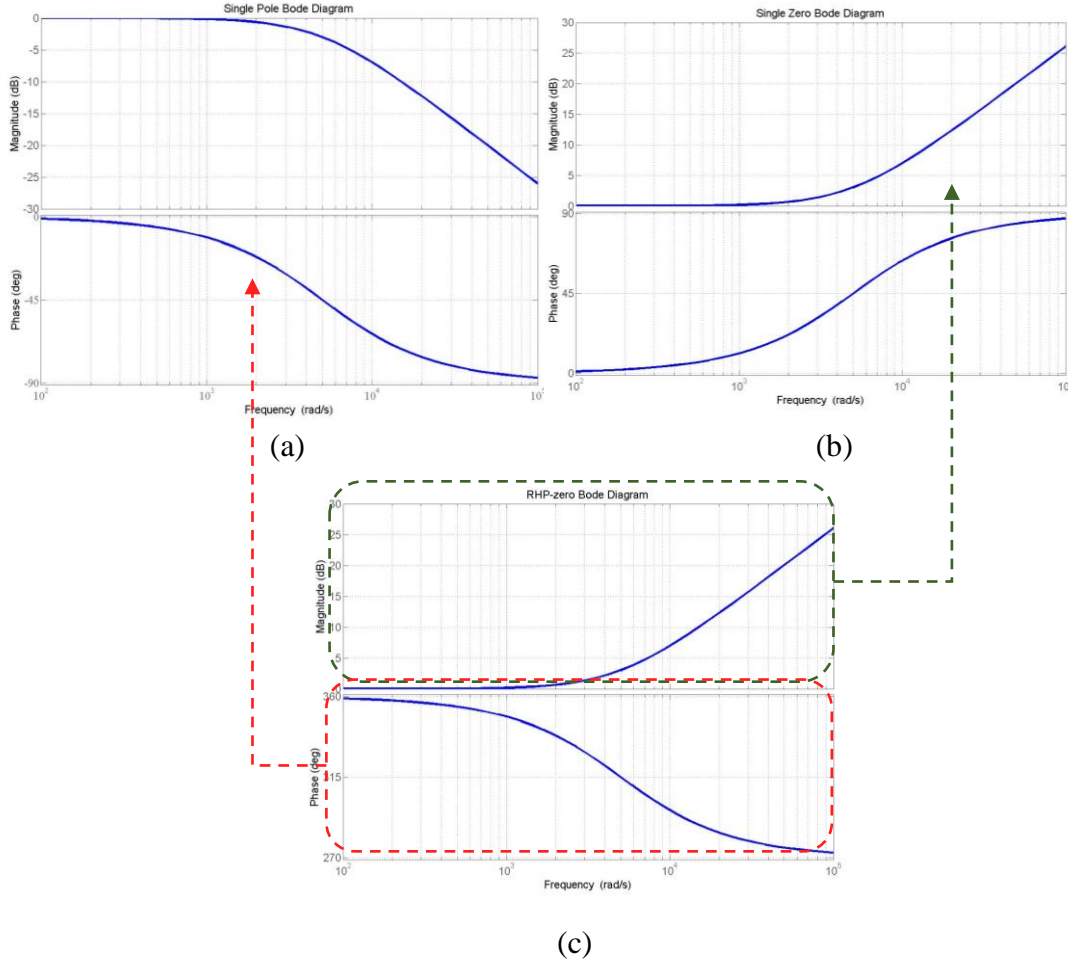 Single Pole Bode Diagram
0
-5
-10
-15
-20
-25
-30
Magnitude (dB)
0
-45
-90
Phase (deg)
10²
10³
10⁴
Frequency (rad/s)
(a)
Single Zero Bode Diagram
30
25
20
15
10
5
0
Magnitude (dB)
90
45
0
Phase (deg)
10²
10³
10⁴
Frequency (rad/s)
(b)
RHP-zero Bode Diagram
30
25
20
15
10
5
Magnitude (dB)
360
315
270
Phase (deg)
10²
10³
10⁴
10⁵
Frequency (rad/s)
(c)